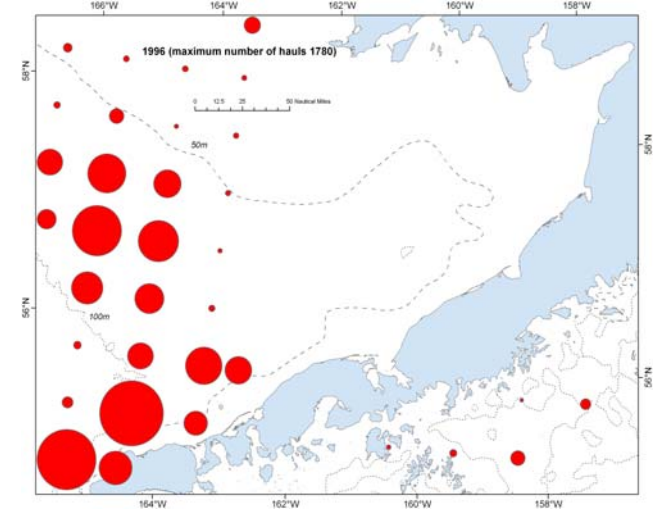 166°W 164°W 162°W 160°W 158°W
1996 (maximum number of hauls 1780)
58°N
0 12.5 25 50 Nautical Miles
50m
58°N
56°N
100m
56°N
164°W 162°W 160°W 158°W